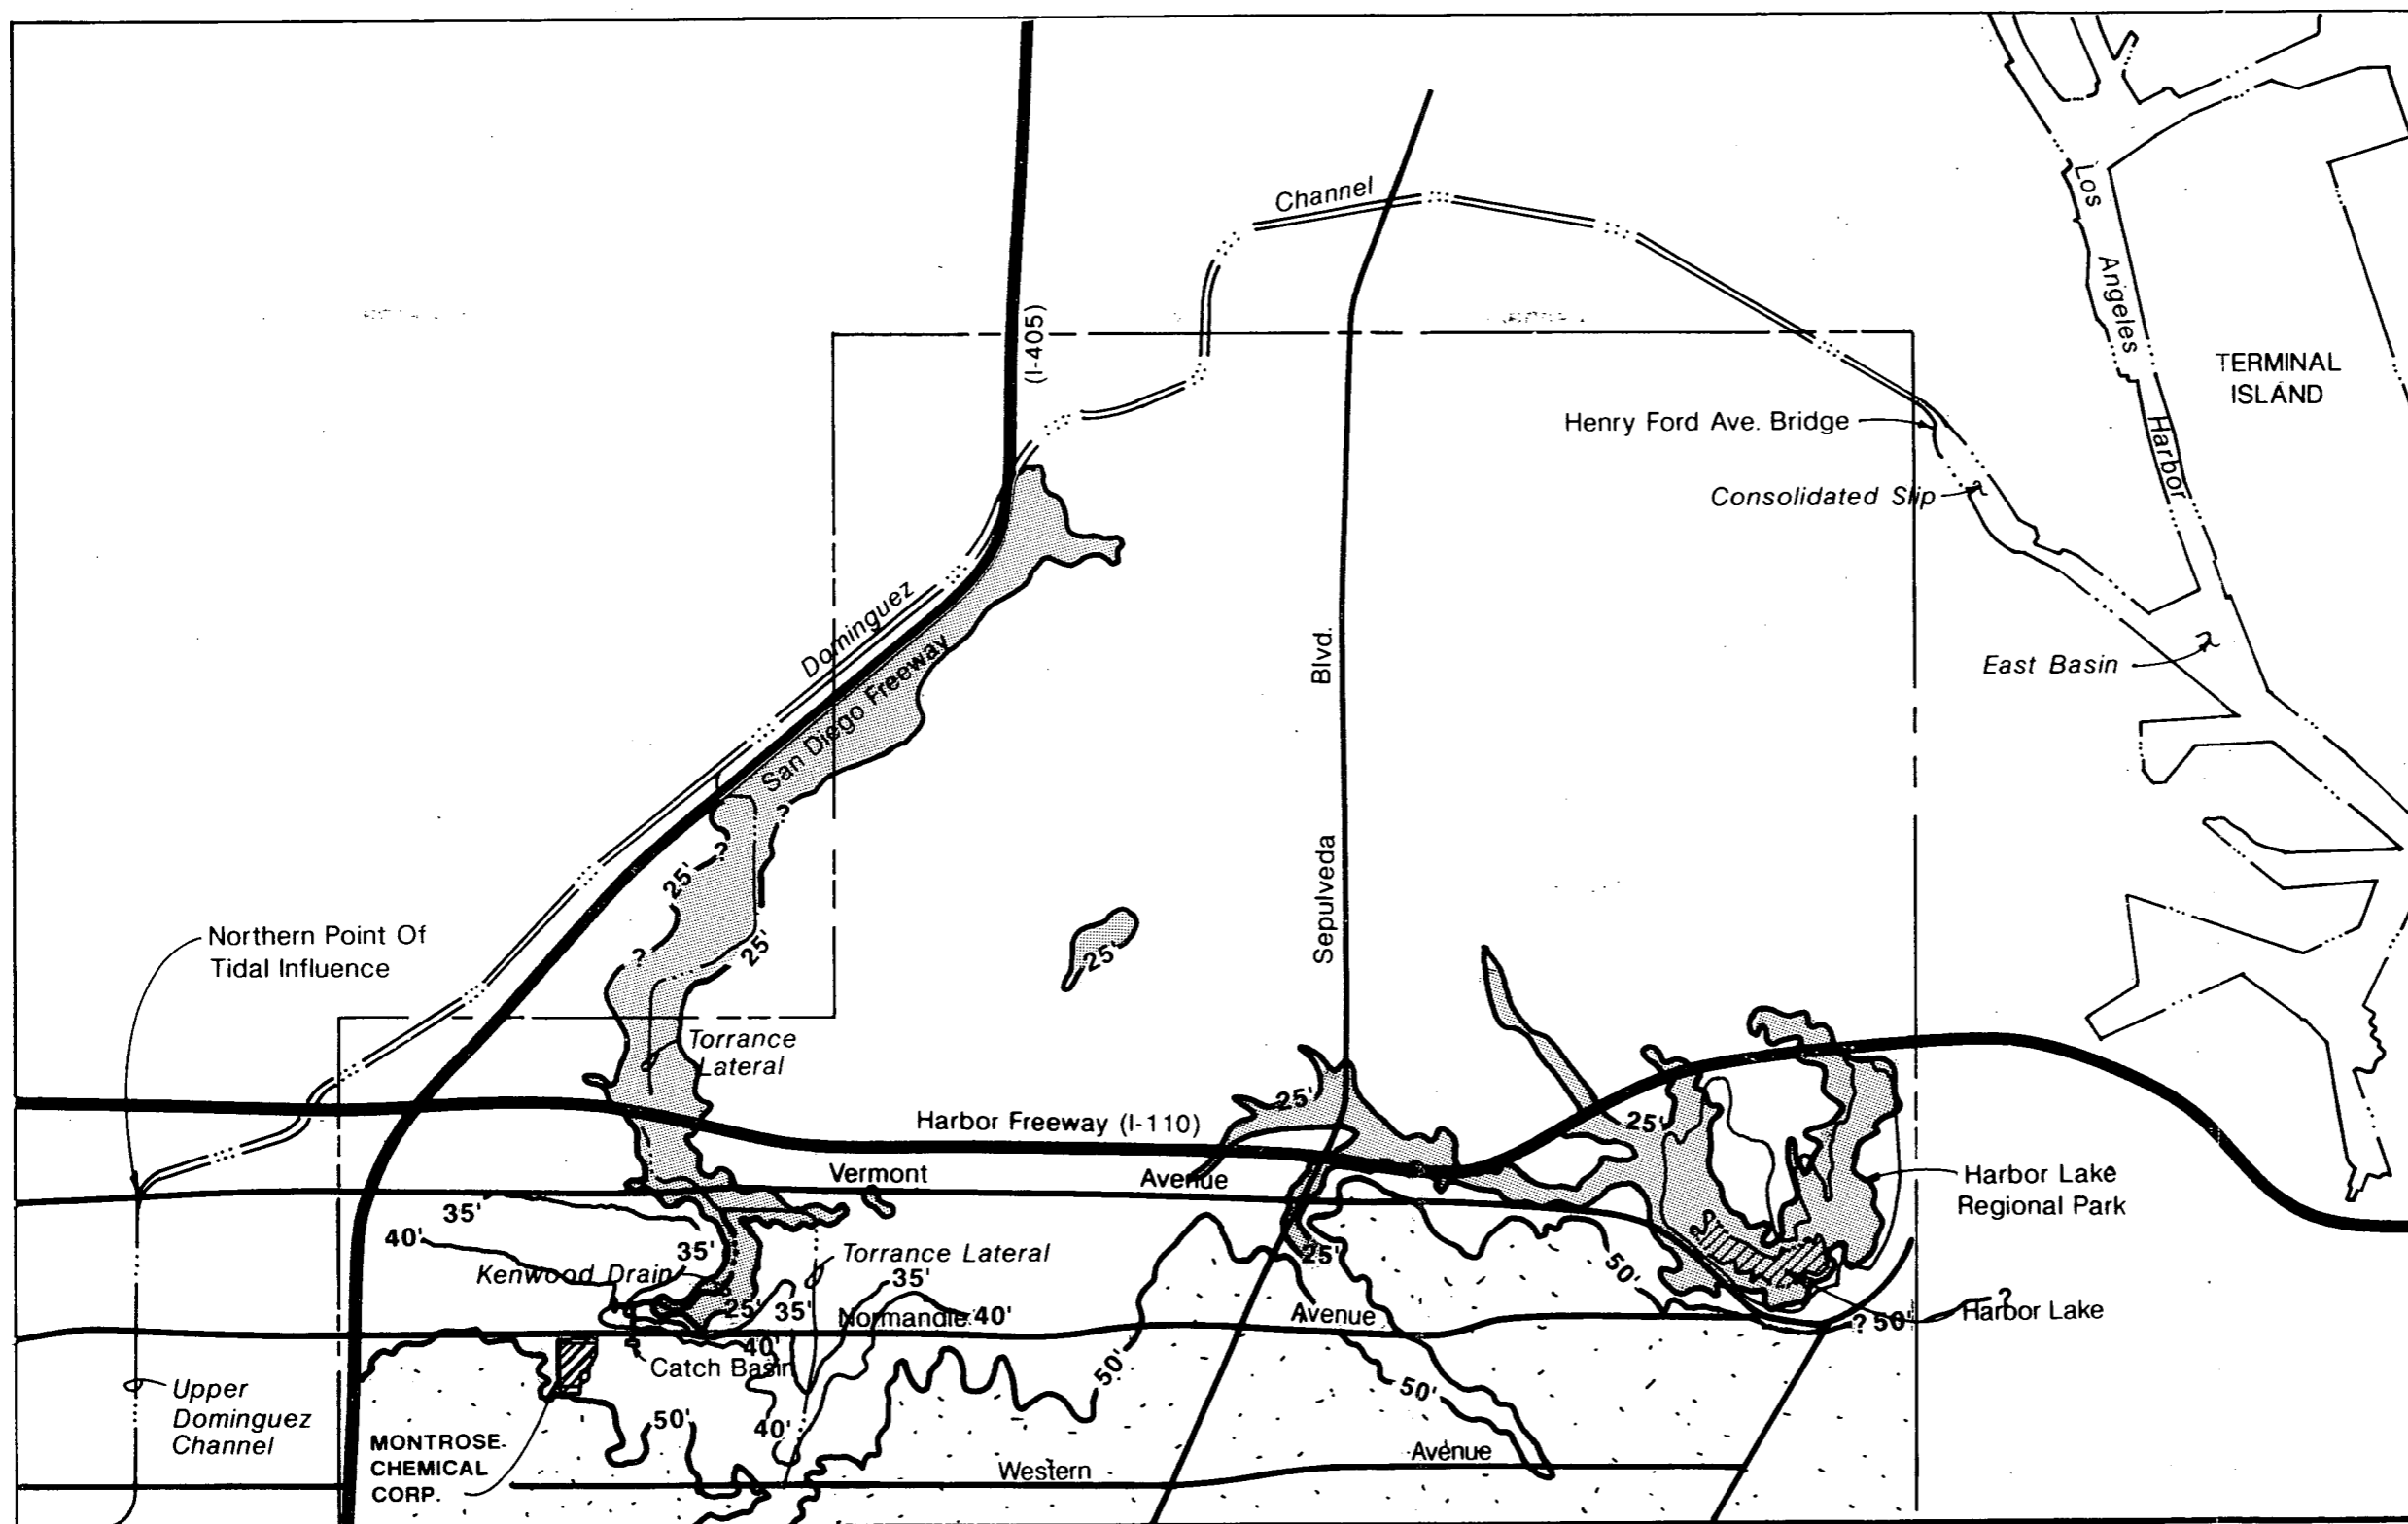 Channel
Los
Angeles
Harbor
(I-405)
TERMINAL
ISLAND
Henry Ford Ave. Bridge
Consolidated Slip
Dominguez
San Diego Freeway
Blvd.
East Basin
?
?
25'
Sepulveda
Northern Point Of
Tidal Influence
?
25'
25'
Torrance
Lateral
25'
Harbor Freeway (I-110)
25'
Vermont
Avenue
Harbor Lake
Regional Park
35'
40'
35'
Torrance Lateral
25'
50'
Kenwood Drain
35'
25'
35'
Normandie
40'
Avenue
?
Harbor Lake
? 50'
40'
Catch Basin
50'
50'
Upper
Dominguez
Channel
50'
40'
MONTROSE
CHEMICAL
CORP.
Western
Avenue